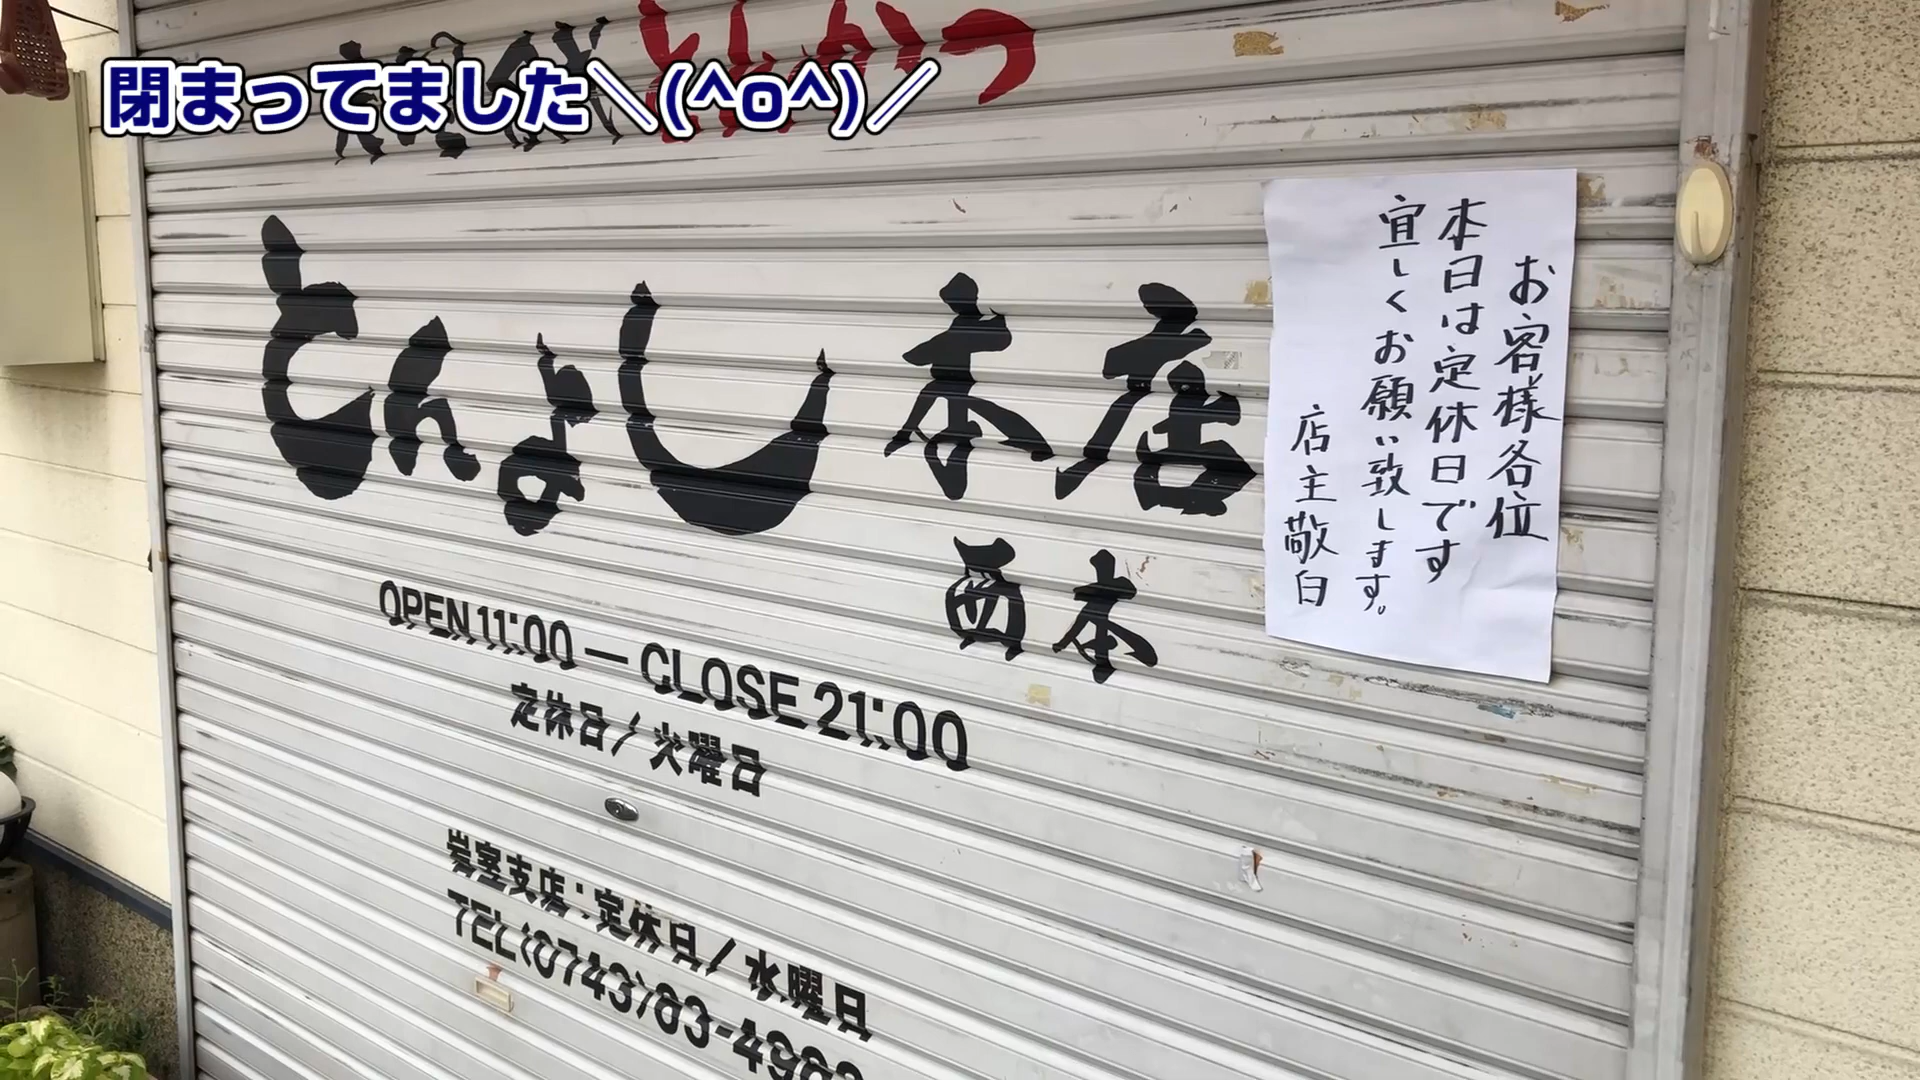 閉まってました＼(^o^)／
とんかつ
とんよし本店
西本
OPEN 11:00 — CLOSE 21:00
定休日／火曜日
岩室支店：定休日／水曜日
TEL(0743)83-4
お客様各位
本日は定休日です
宜しくお願い致します。
店主敬白